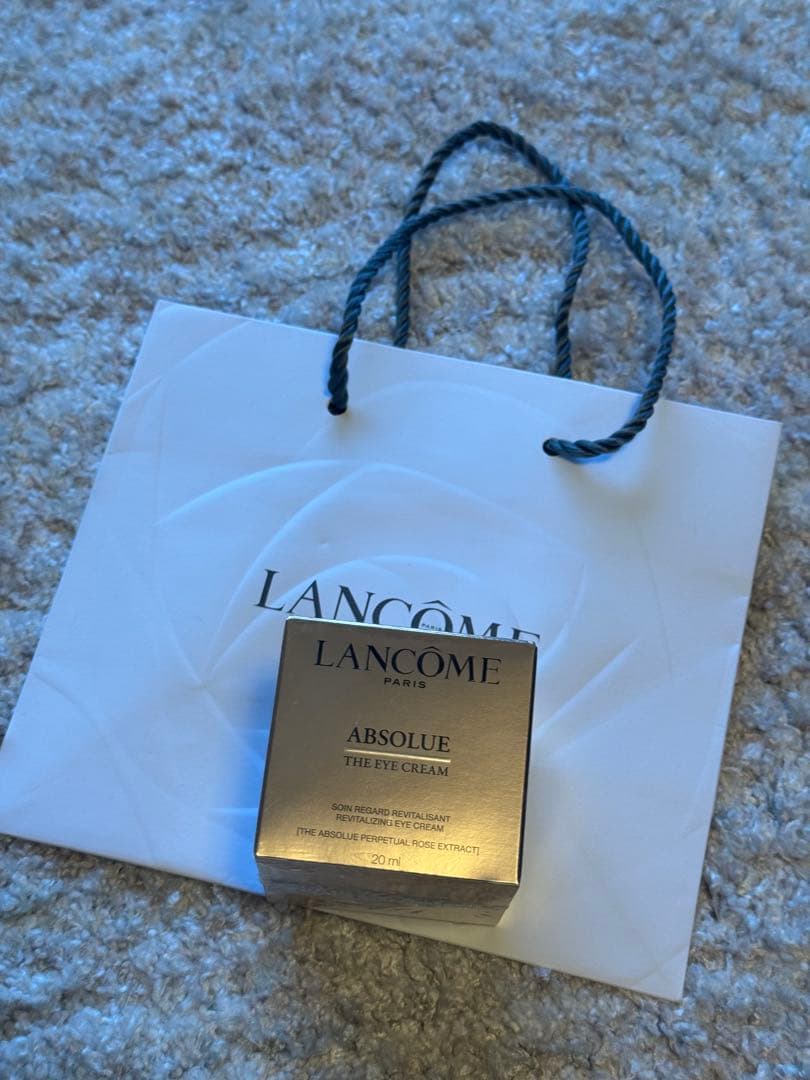 LANCÔME
PARIS
LANCÔME
PARIS
ABSOLUE
THE EYE CREAM
SOIN REGARD REVITALISANT
REVITALIZING EYE CREAM
[THE ABSOLUE PERPETUAL ROSE EXTRACT]
20 ml